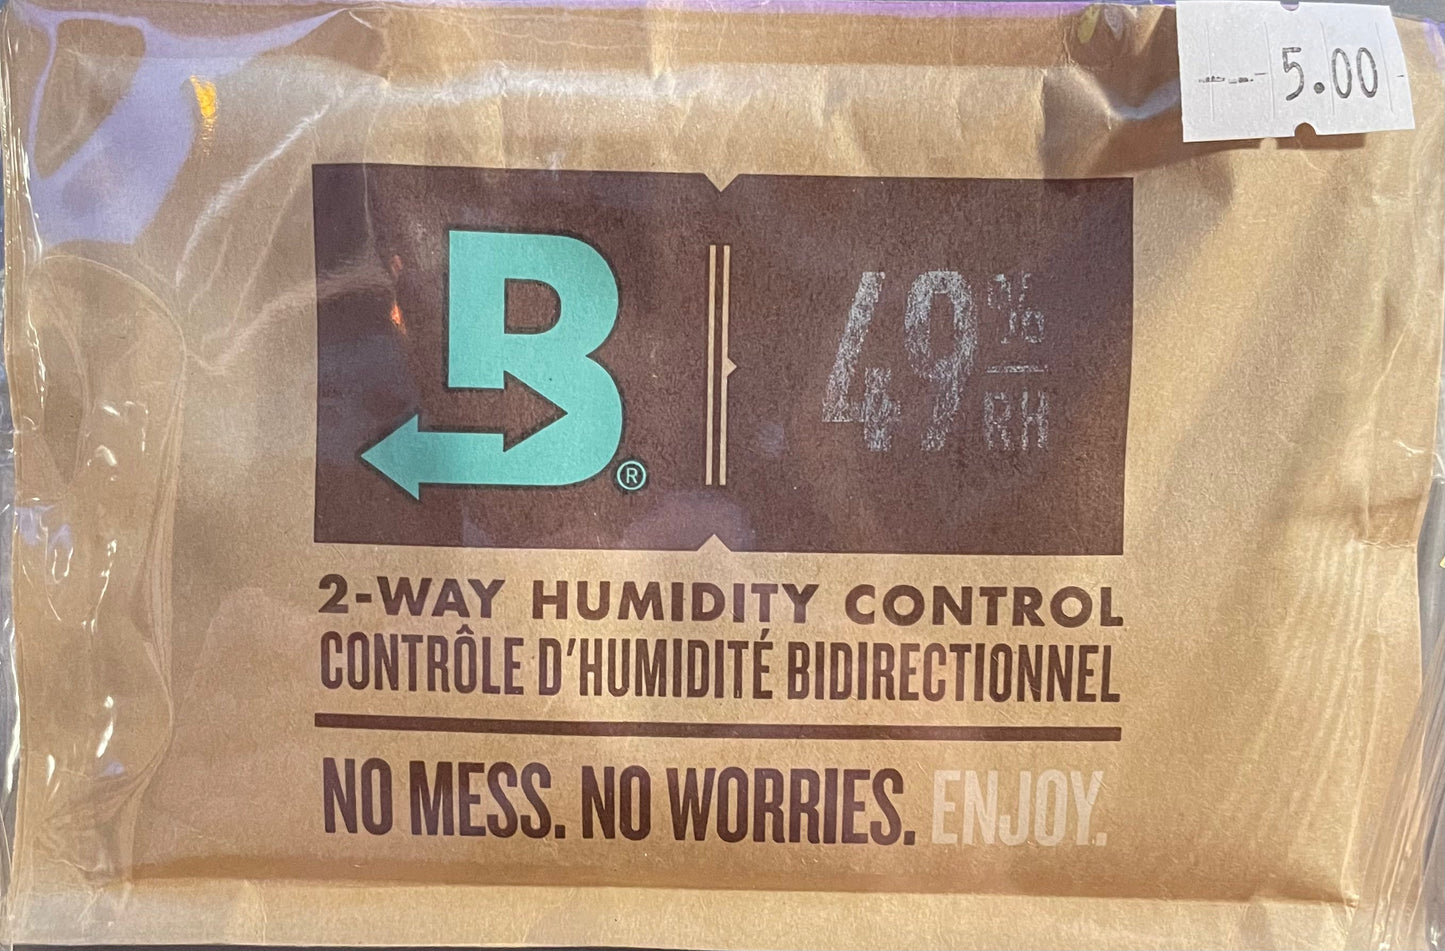 5.00
B®
49%
RH
2-WAY HUMIDITY CONTROL
CONTRÔLE D'HUMIDITÉ BIDIRECTIONNEL
NO MESS. NO WORRIES. ENJOY.